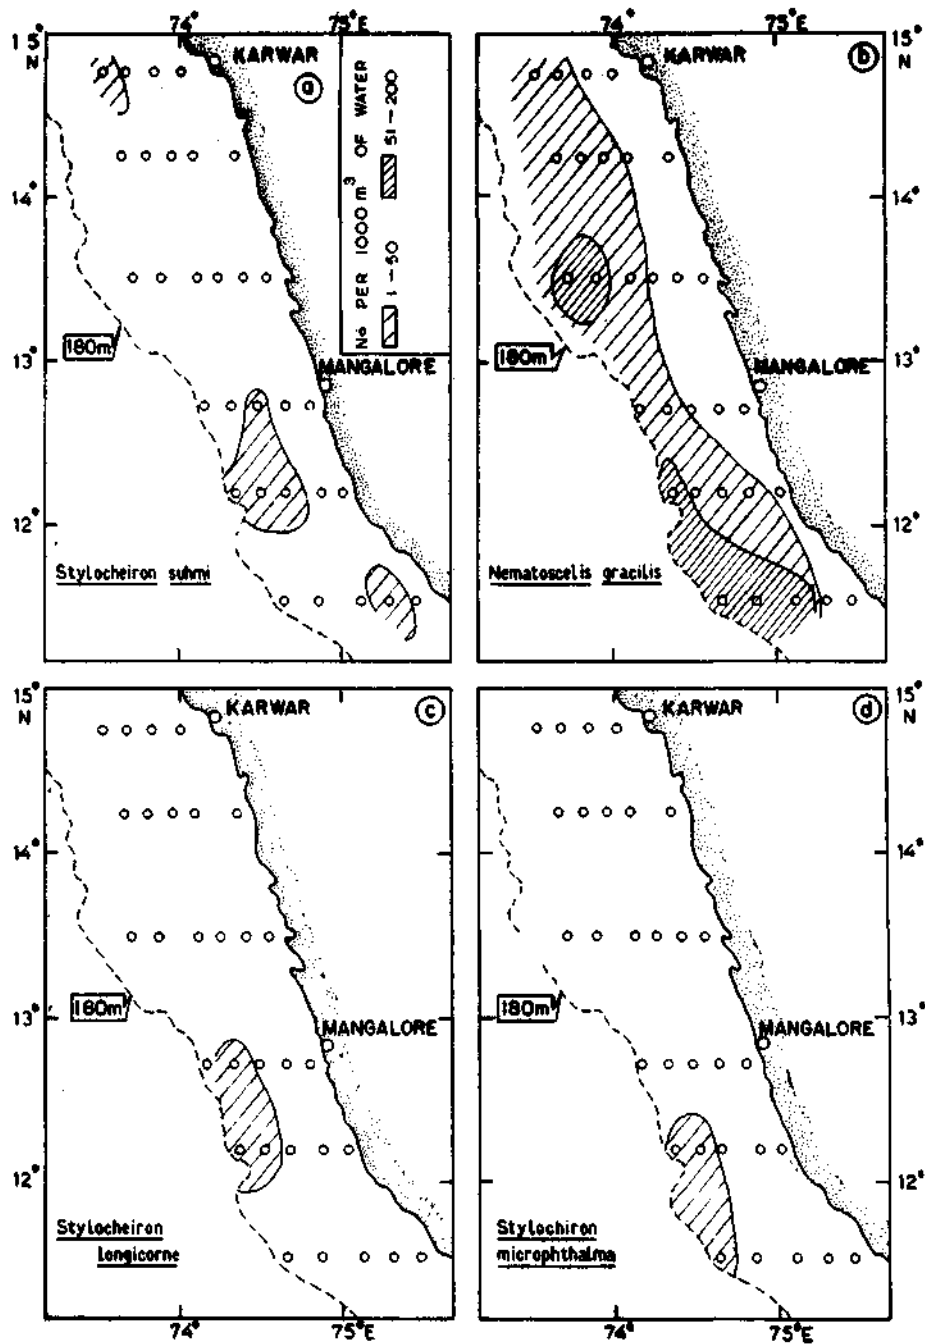 74°
75°
74°
75°
15°
N
KARWAR
a
No PER 1000 m³ OF WATER
1-50
51-200
14°
180m
13°
MANGALORE
12°
Stylocheiron suhmi
KARWAR
b
15°
N
14°
180m
13°
MANGALORE
12°
Nematoscelis gracilis
15°
N
KARWAR
c
14°
180m
13°
MANGALORE
12°
Stylocheiron
longicorne
74°
75°E
KARWAR
d
15°
N
14°
180m
13°
MANGALORE
12°
Stylochiron
microphthalma
74°
75°E